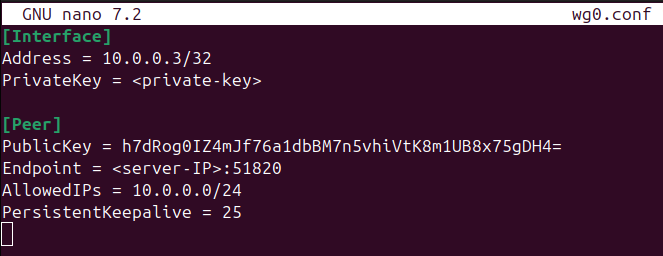 GNU nano 7.2 wg0.conf
[Interface]
Address = 10.0.0.3/32
PrivateKey = <private-key>
[Peer]
PublicKey = h7dRog0IZ4mJf76a1dbBM7n5vhiVtK8m1UB8x75gDH4=
Endpoint = <server-IP>:51820
AllowedIPs = 10.0.0.0/24
PersistentKeepalive = 25